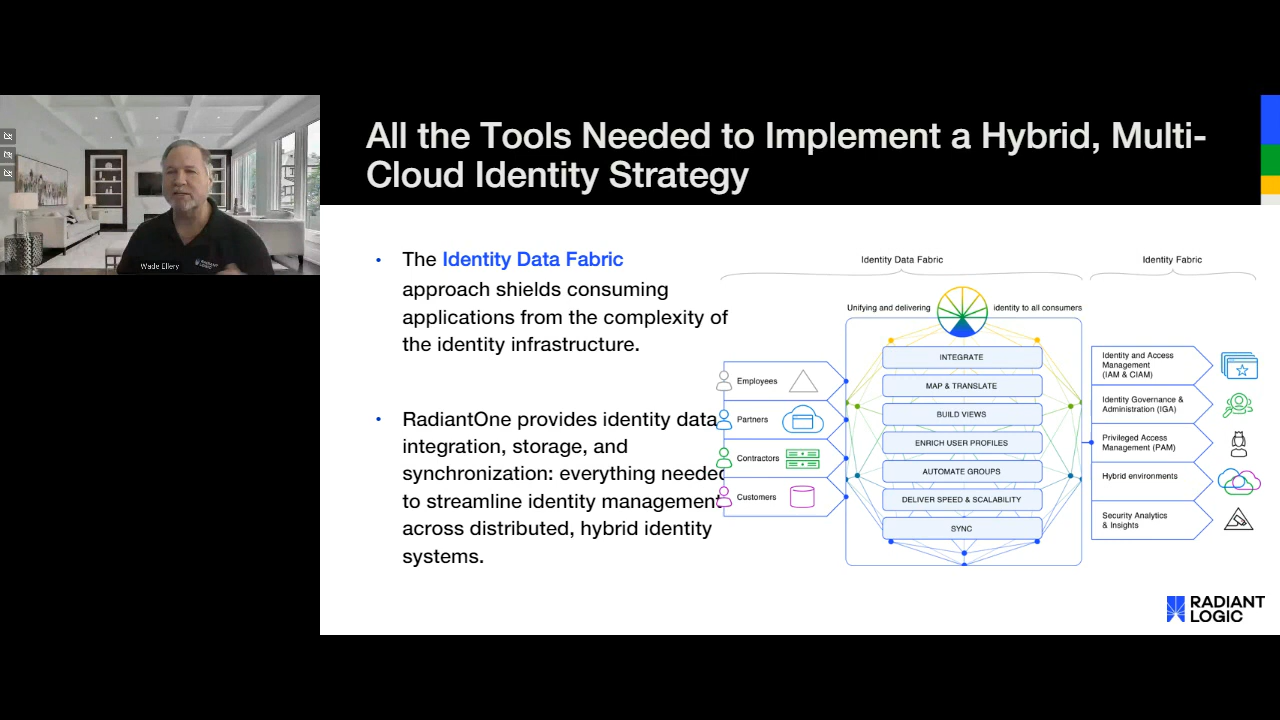 All the Tools Needed to Implement a Hybrid, Multi-
Cloud Identity Strategy
Wade Ellery
RADIANT
LOGIC
• The Identity Data Fabric
approach shields consuming
applications from the complexity of
the identity infrastructure.
• RadiantOne provides identity data
integration, storage, and
synchronization: everything needed
to streamline identity management
across distributed, hybrid identity
systems.
Identity Data Fabric
Identity Fabric
Unifying and delivering
identity to all consumers
Employees
Partners
Contractors
Customers
INTEGRATE
MAP & TRANSLATE
BUILD VIEWS
ENRICH USER PROFILES
AUTOMATE GROUPS
DELIVER SPEED & SCALABILITY
SYNC
Identity and Access
Management
(IAM & CIAM)
Identity Governance &
Administration (IGA)
Privileged Access
Management (PAM)
Hybrid environments
Security Analytics
& Insights
RADIANT
LOGIC